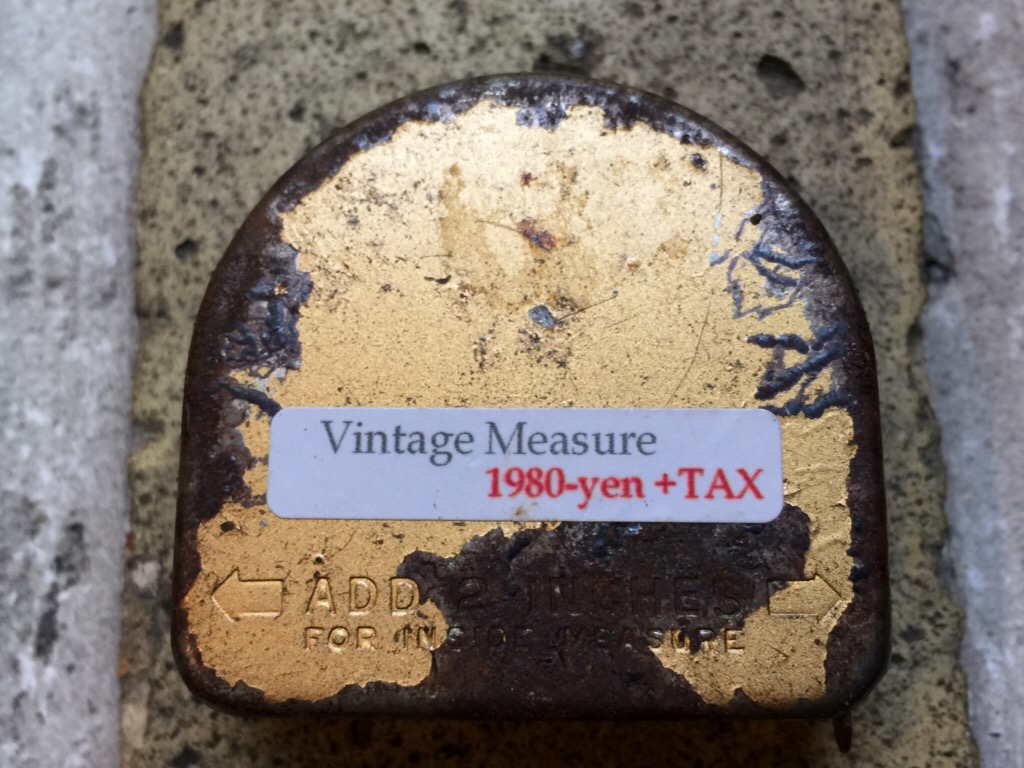 Vintage Measure
1980-yen +TAX
ADD 2 INCHES
FOR INSIDE MEASURE